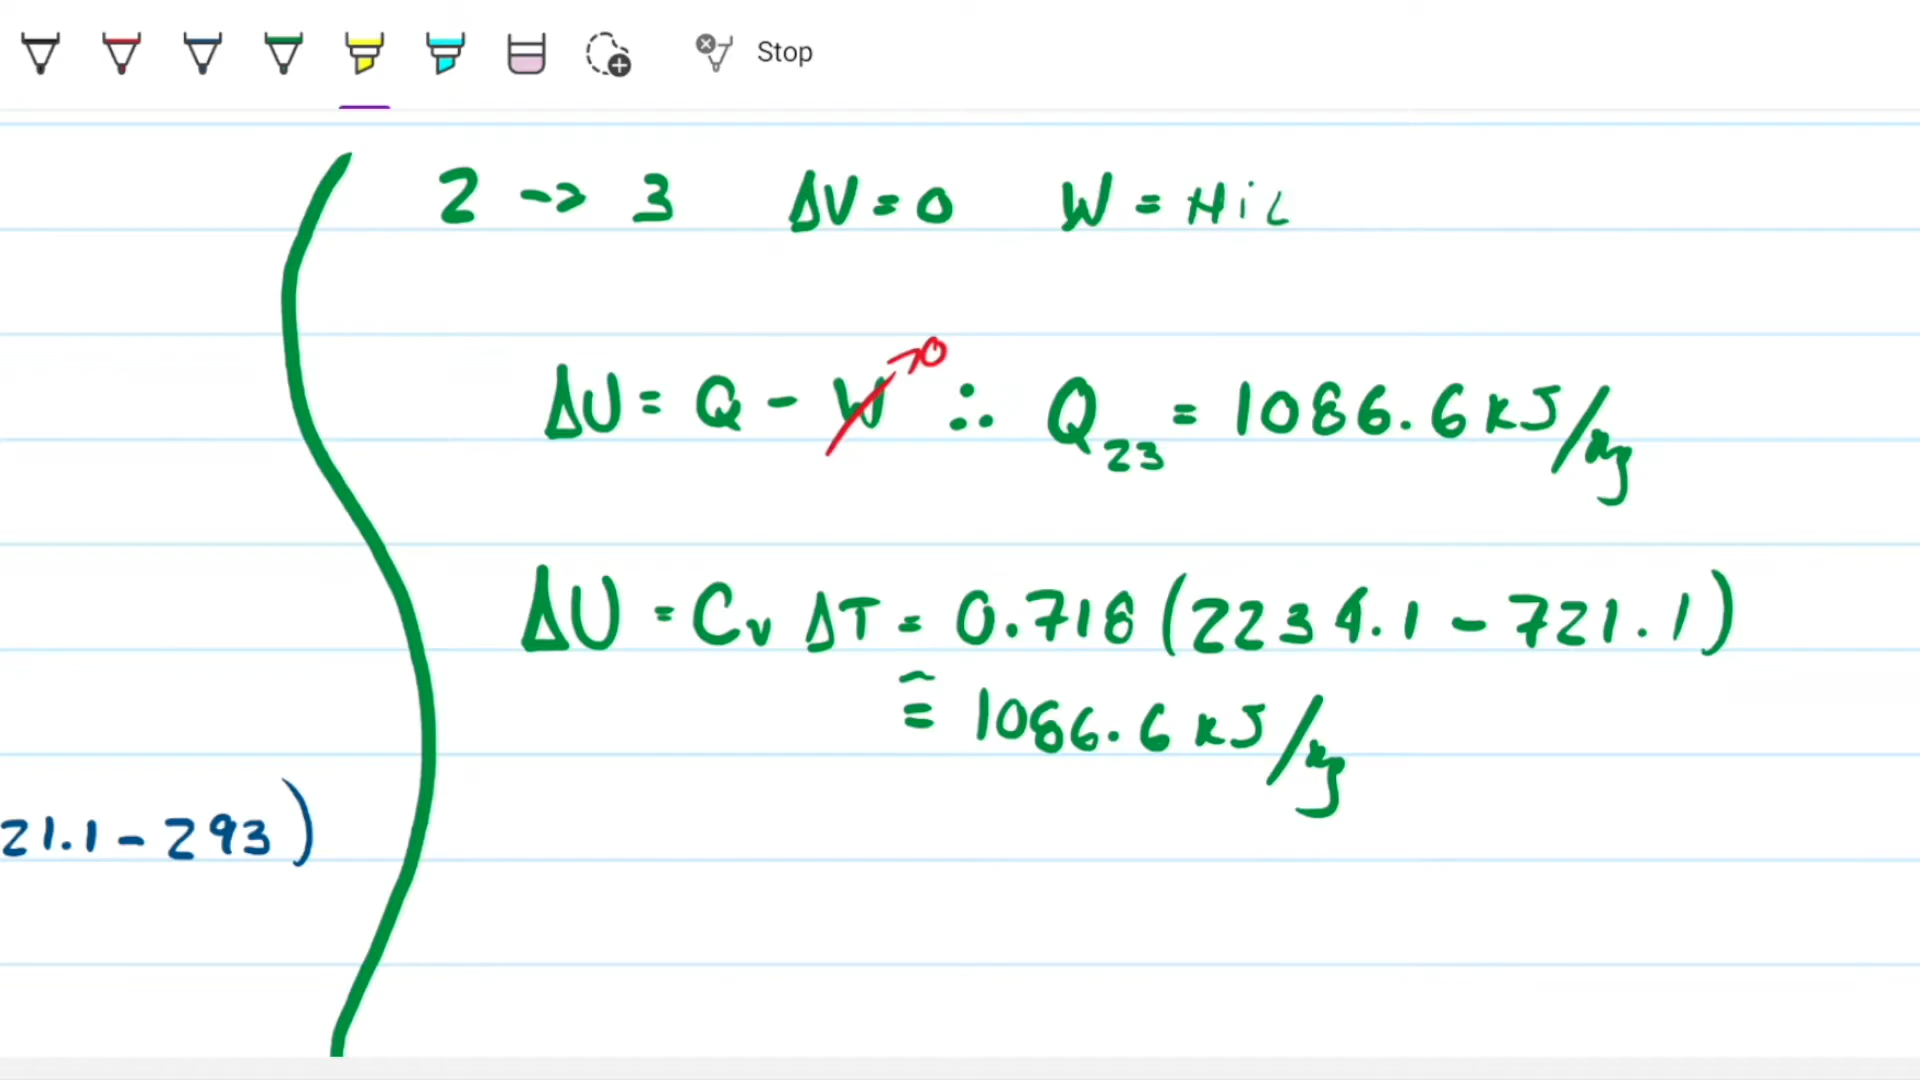 Stop
2 -> 3 ΔV = 0 W = Nil
ΔU = Q - W → 0 ∴ Q23 = 1086.6 kJ/kg
ΔU = Cv ΔT = 0.718 (2234.1 - 721.1)
≅ 1086.6 kJ/kg
21.1 - 293)